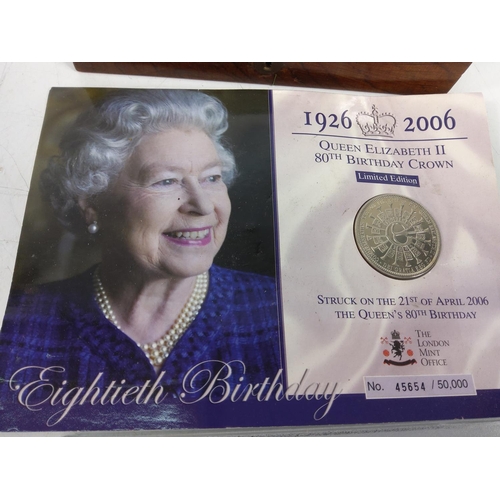 1926 2006
QUEEN ELIZABETH II
80TH BIRTHDAY CROWN
Limited Edition
STRUCK ON THE 21ST OF APRIL 2006
THE QUEEN'S 80TH BIRTHDAY
THE
LONDON
MINT
OFFICE
No. 45654 / 50,000
Eightieth Birthday